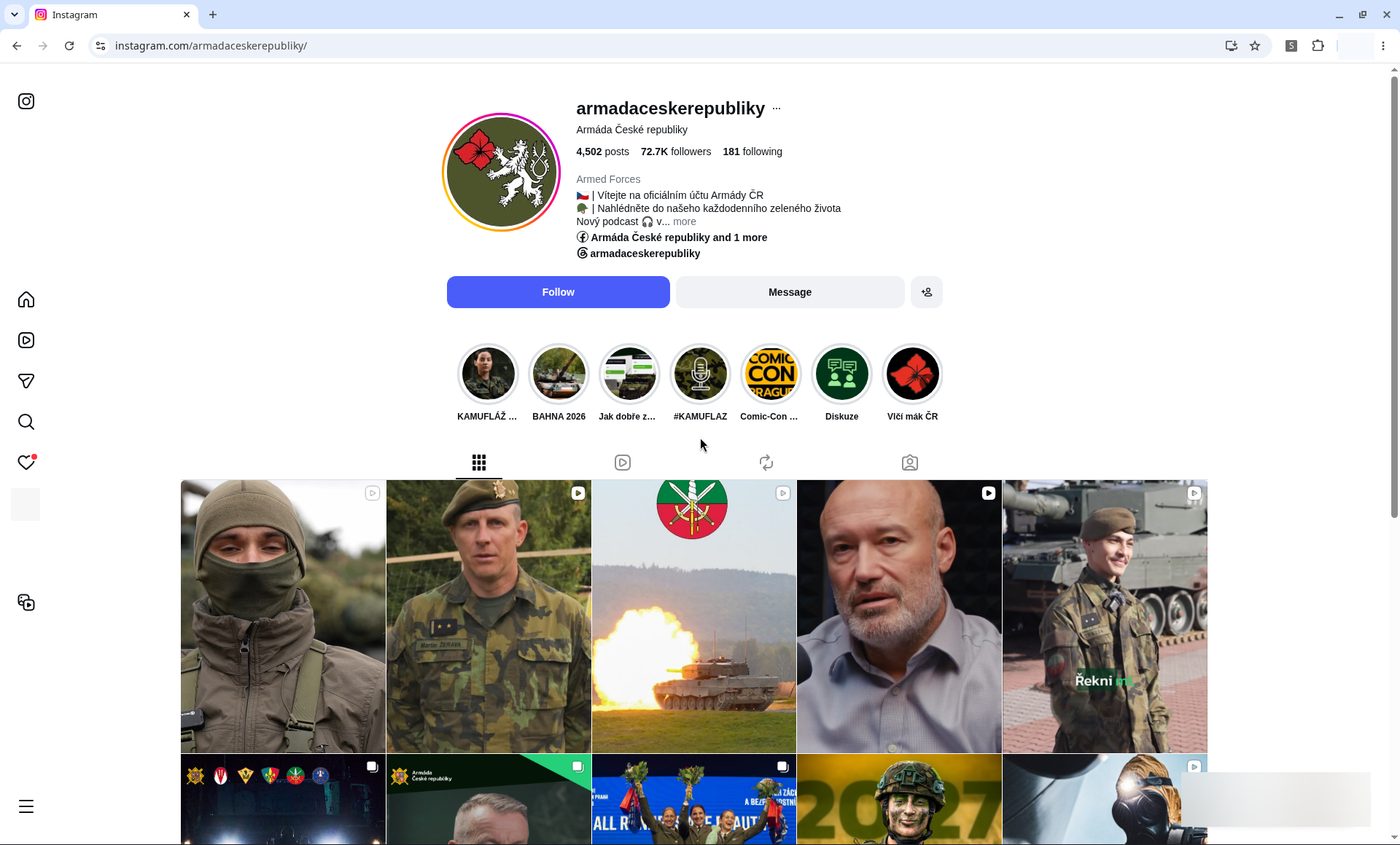 Instagram
instagram.com/armadaceskerepubliky/
S
armadaceskerepubliky ...
Armáda České republiky
4,502 posts 72.7K followers 181 following
Armed Forces
🇨🇿 | Vítejte na oficiálním účtu Armády ČR
🪖 | Nahlédněte do našeho každodenního zeleného života
Nový podcast 🎧 v... more
Armáda České republiky and 1 more
armadaceskerepubliky
Follow Message
COMIC
CON
PRAGUE
KAMUFLÁŽ ... BAHNA 2026 Jak dobře z... #KAMUFLAZ Comic-Con ... Diskuze Vlčí mák ČR
Martin ŽERAVA
Řekni
Armáda
České republiky
2027